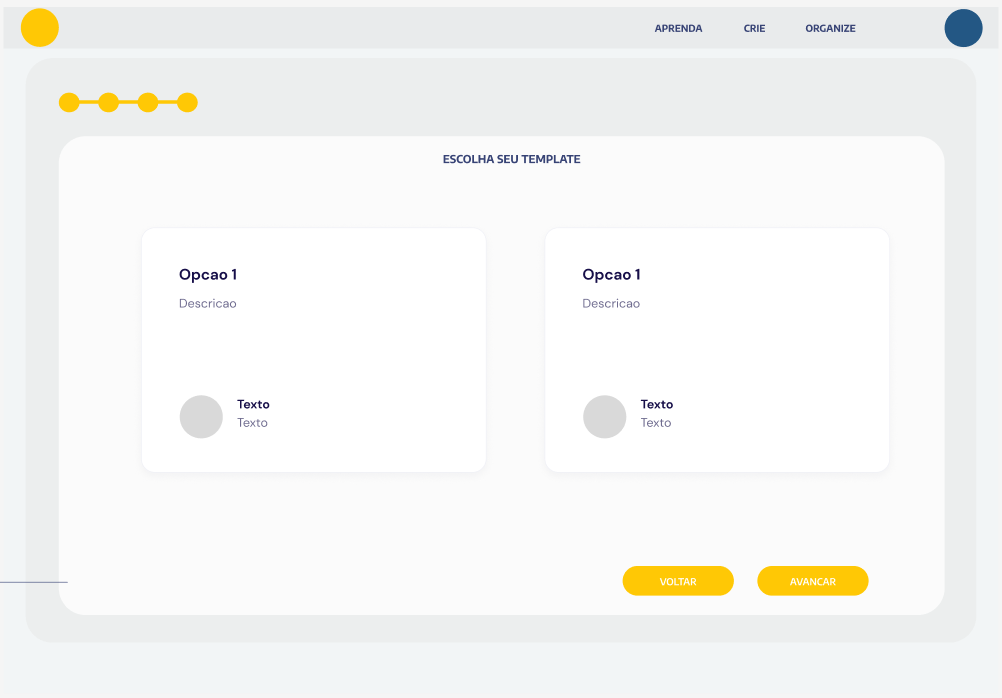 APRENDA CRIE ORGANIZE
ESCOLHA SEU TEMPLATE
Opcao 1
Descricao
Texto
Texto
Opcao 1
Descricao
Texto
Texto
VOLTAR AVANCAR